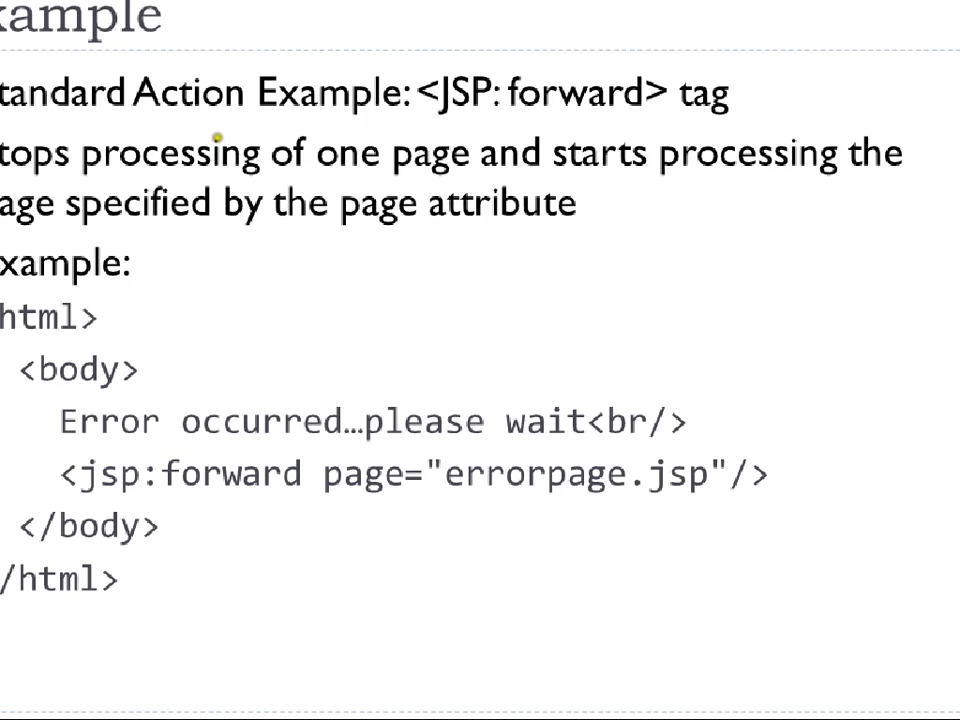 xample
tandard Action Example: <JSP: forward> tag
tops processing of one page and starts processing the
age specified by the page attribute
xample:
html>
<body>
Error occurred…please wait<br/>
<jsp:forward page="errorpage.jsp"/>
</body>
/html>